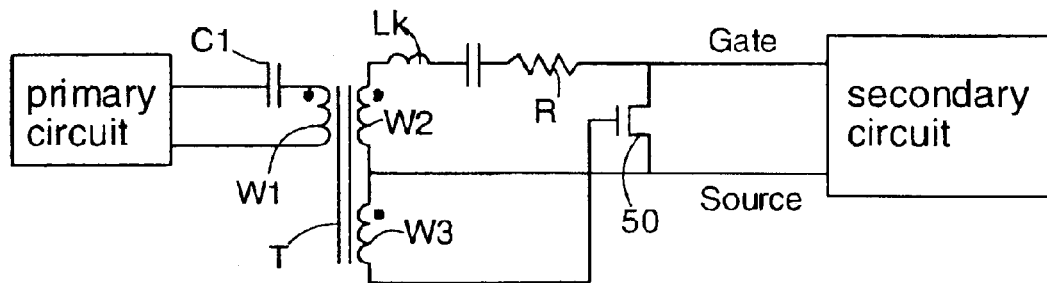 Lk
C1
Gate
primary
circuit
secondary
circuit
R
W2
W1
Source
50
T
W3